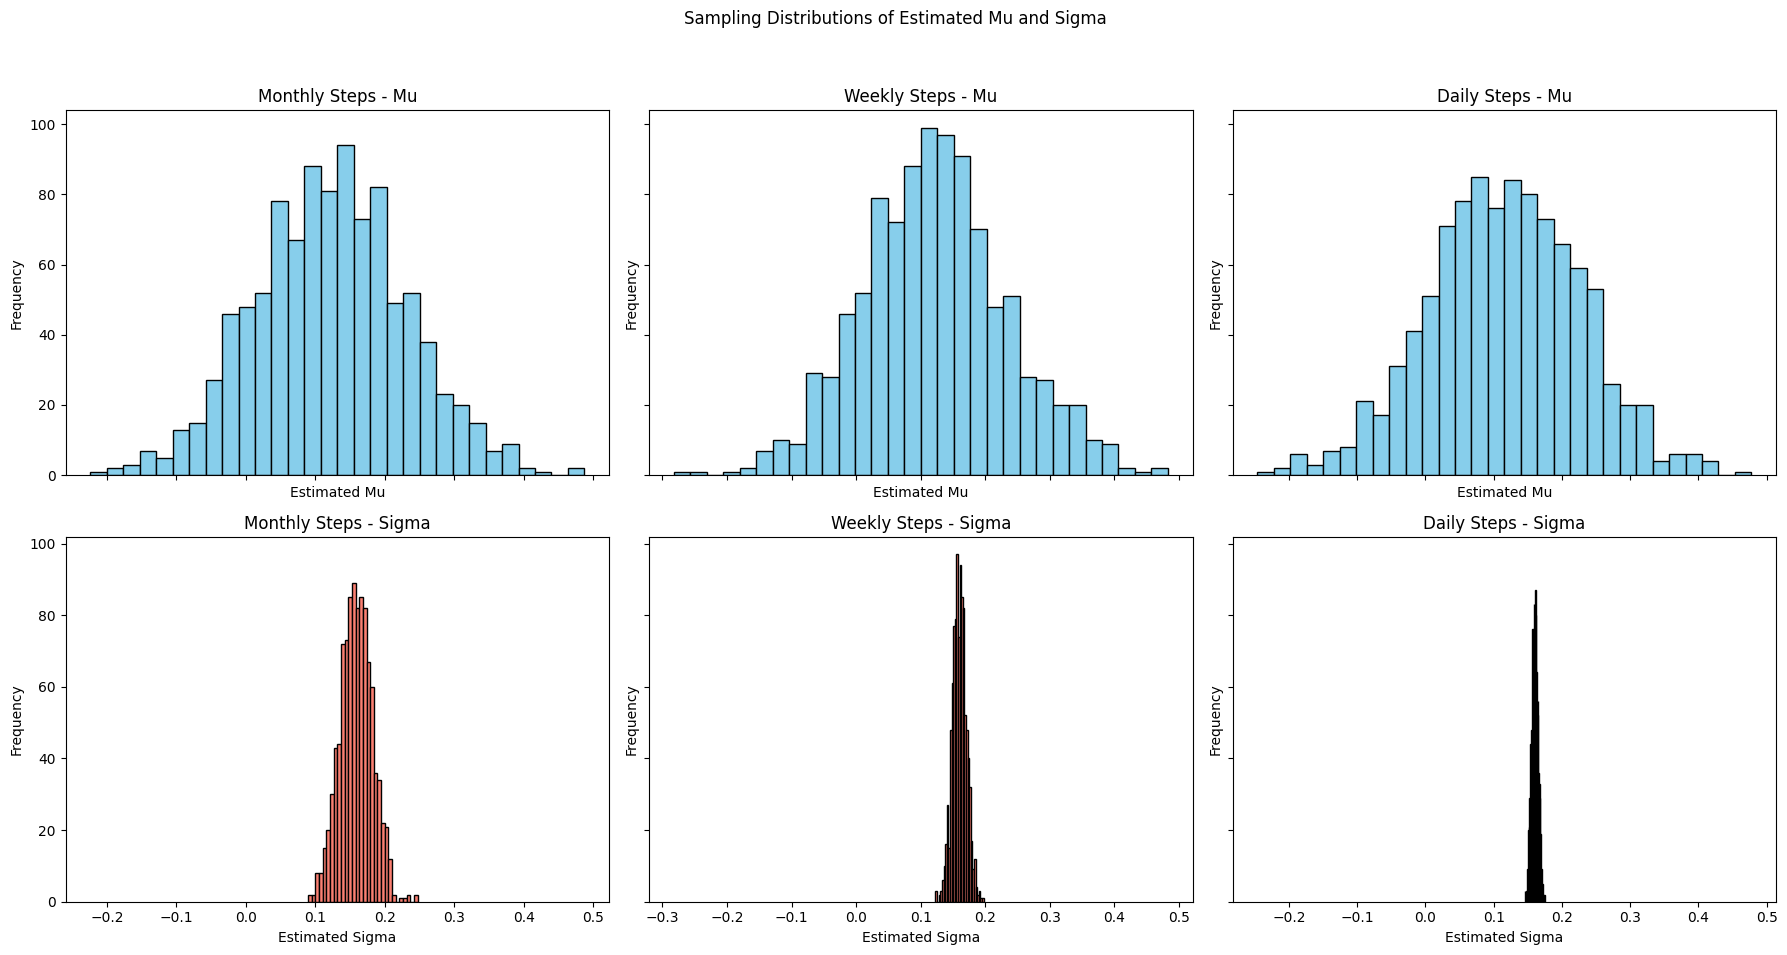 Sampling Distributions of Estimated Mu and Sigma
Monthly Steps - Mu
Weekly Steps - Mu
Daily Steps - Mu
100
80
60
40
20
0
Frequency
Frequency
Frequency
Estimated Mu
Estimated Mu
Estimated Mu
Monthly Steps - Sigma
Weekly Steps - Sigma
Daily Steps - Sigma
100
80
60
40
20
0
Frequency
Frequency
Frequency
−0.2 −0.1 0.0 0.1 0.2 0.3 0.4 0.5
−0.3 −0.2 −0.1 0.0 0.1 0.2 0.3 0.4 0.5
−0.2 −0.1 0.0 0.1 0.2 0.3 0.4 0.5
Estimated Sigma
Estimated Sigma
Estimated Sigma